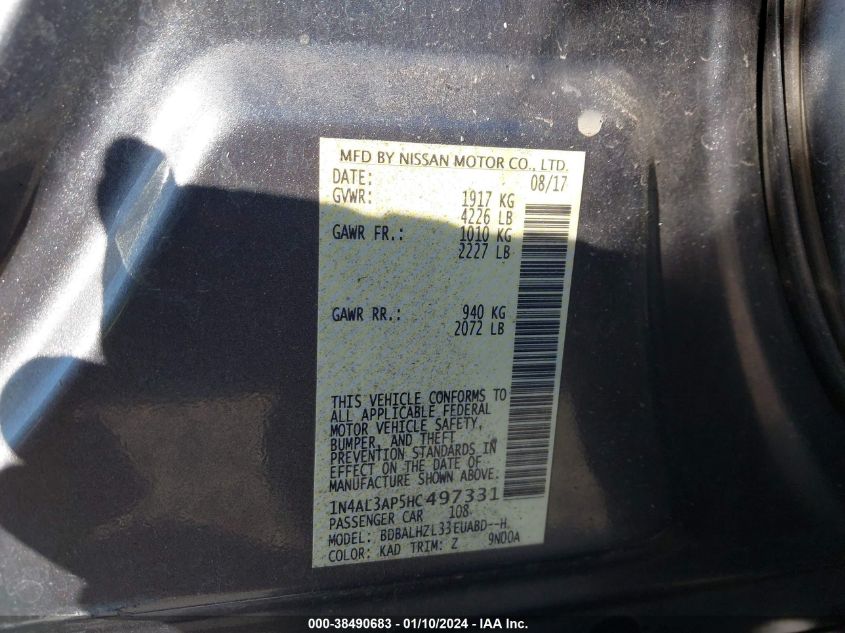 MFD BY NISSAN MOTOR CO., LTD.
DATE: 08/17
GVWR: 1917 KG
4226 LB
GAWR FR.: 1010 KG
2227 LB
GAWR RR.: 940 KG
2072 LB
THIS VEHICLE CONFORMS TO
ALL APPLICABLE FEDERAL
MOTOR VEHICLE SAFETY,
BUMPER, AND THEFT
PREVENTION STANDARDS IN
EFFECT ON THE DATE OF
MANUFACTURE SHOWN ABOVE.
1N4AL3AP5HC497331
PASSENGER CAR 108
MODEL: BDBALHZL33EUABD--H
COLOR: KAD TRIM: Z 9N00A
000-38490683 - 01/10/2024 - IAA Inc.